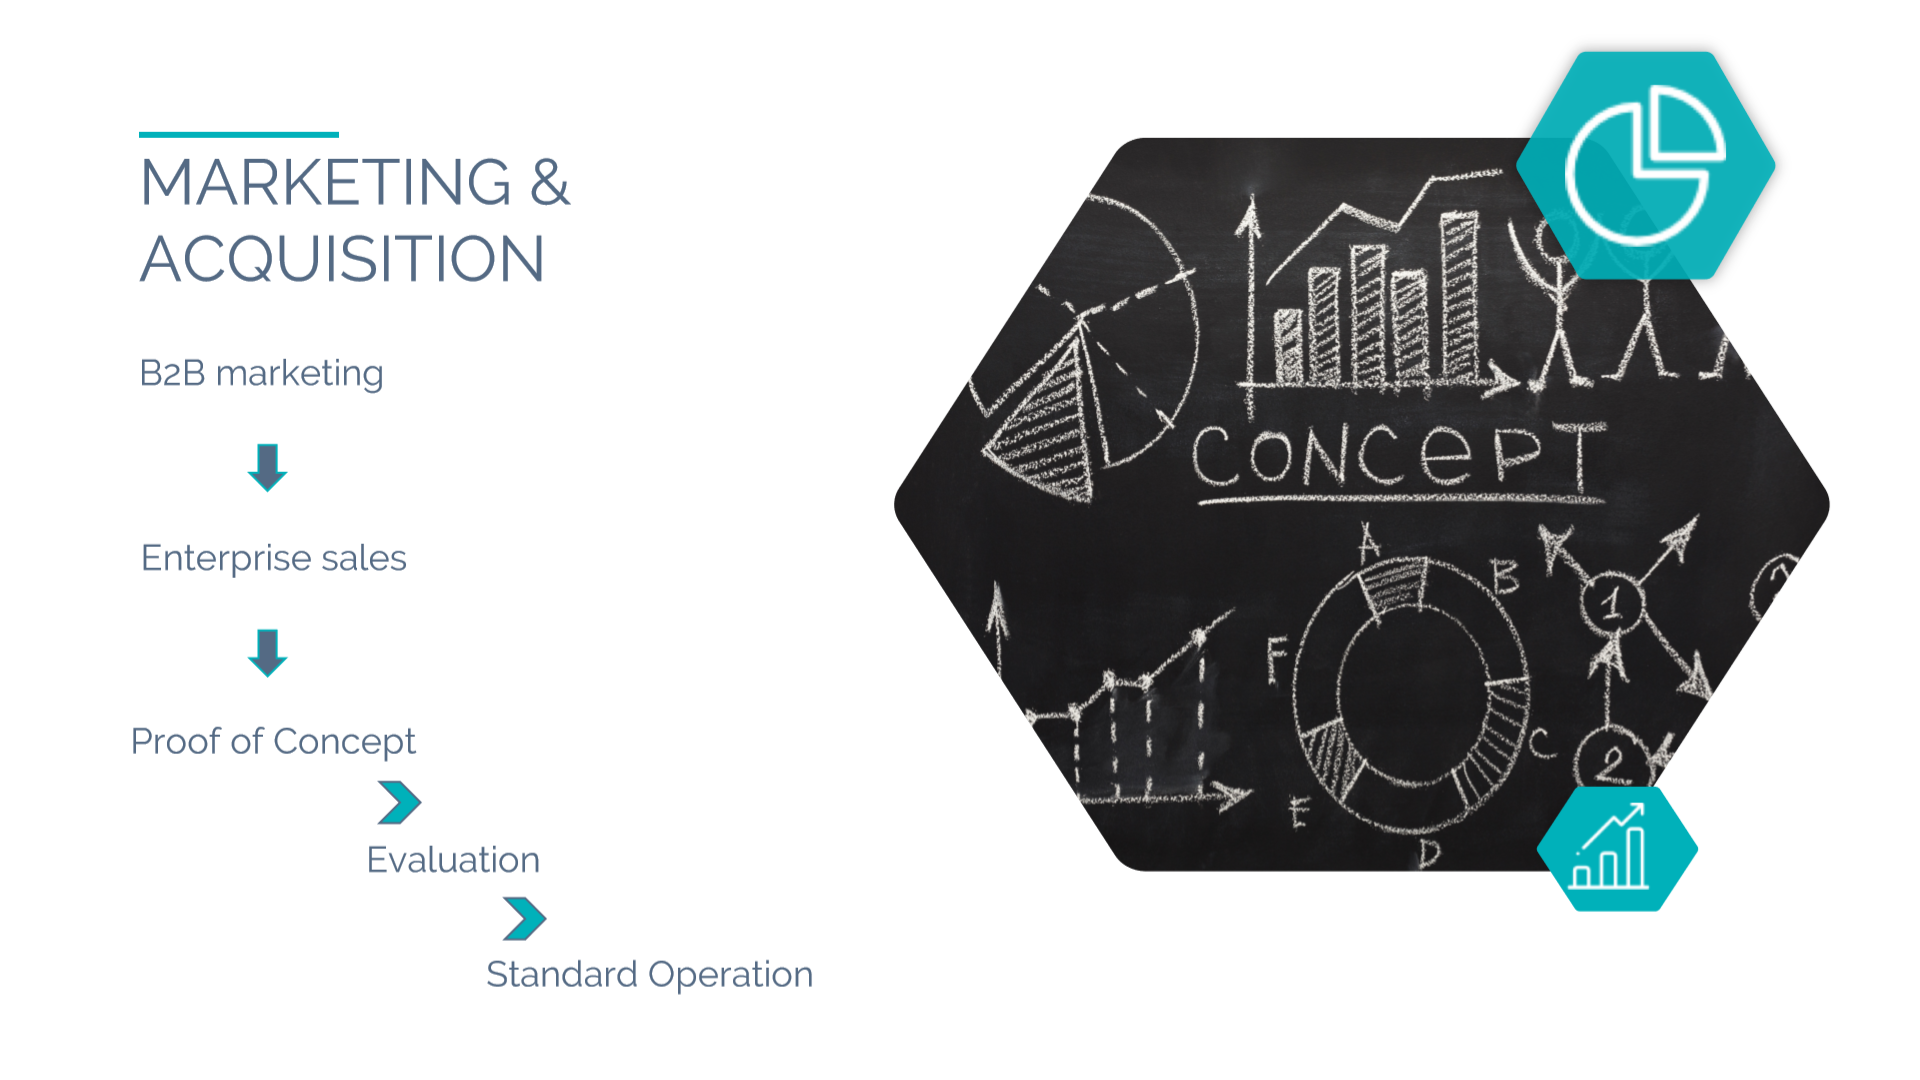 MARKETING &
ACQUISITION
B2B marketing
Enterprise sales
Proof of Concept
Evaluation
Standard Operation
CONCePT
A
B
C
D
E
F
1
2